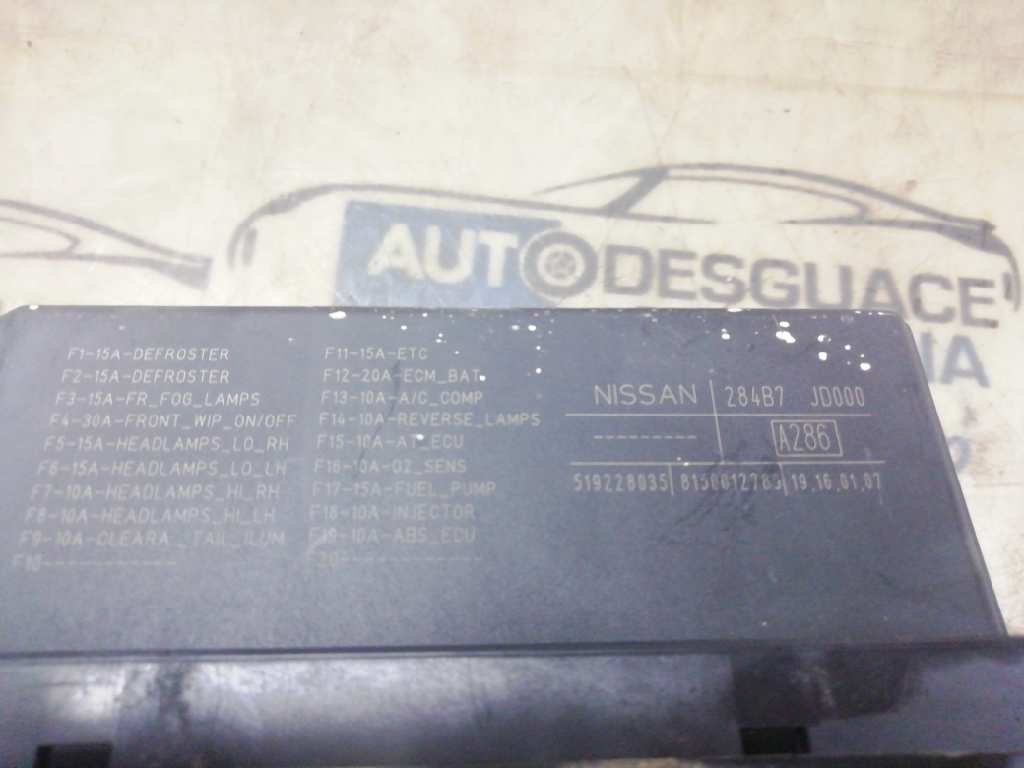 AUTODESGUACE
F1-15A-DEFROSTER
F2-15A-DEFROSTER
F3-15A-FR_FOG_LAMPS
F4-30A-FRONT_WIP_ON/OFF
F5-15A-HEADLAMPS_LO_RH
F6-15A-HEADLAMPS_LO_LH
F7-10A-HEADLAMPS_HI_RH
F8-10A-HEADLAMPS_HI_LH
F9-10A-CLEARA_TAIL_ILUM
F10------------
F11-15A-ETC
F12-20A-ECM_BAT
F13-10A-A/C_COMP
F14-10A-REVERSE_LAMPS
F15-10A-AT_ECU
F16-10A-O2_SENS
F17-15A-FUEL_PUMP
F18-10A-INJECTOR
F19-10A-ABS_ECU
20------------
NISSAN 284B7 JD000
--------- A286
519228035 19.16.01.07